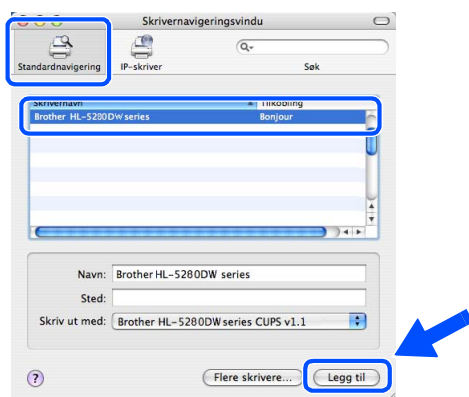 Skrivernavigeringsvindu
Q
Standardnavigering IP-skriver Søk
Skrivernavn Tilkobling
Brother HL-5280DW series Bonjour
Navn: Brother HL-5280DW series
Sted:
Skriv ut med: Brother HL-5280DW series CUPS v1.1
? Flere skrivere... Legg til